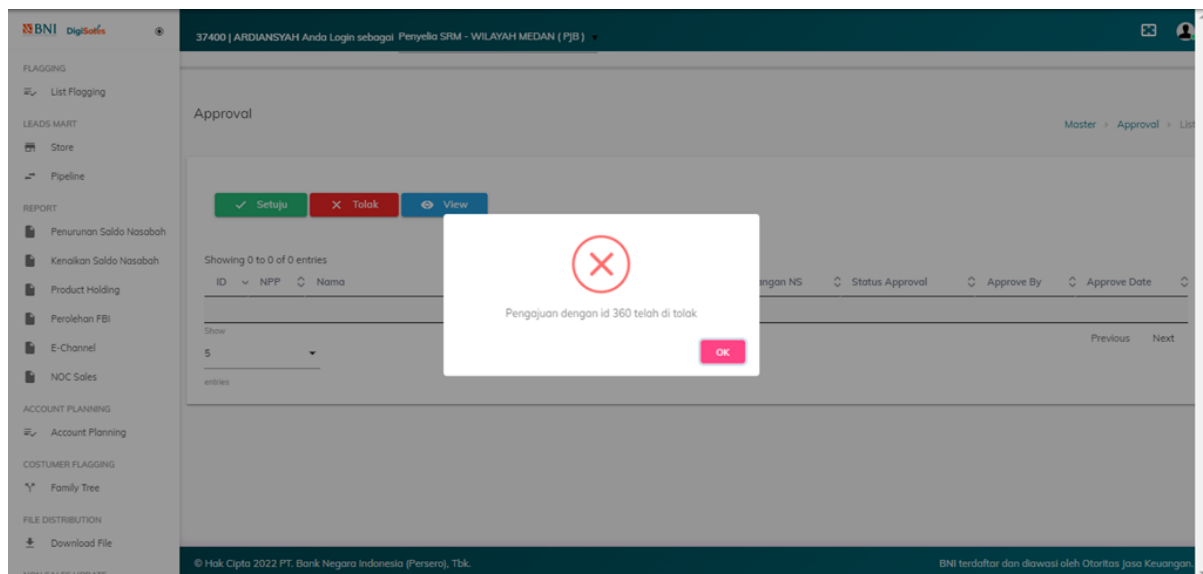 BNI DigiSales
37400 | ARDIANSYAH Anda Login sebagai Penyelia SRM - WILAYAH MEDAN ( PJB )
FLAGGING
List Flagging
LEADS MART
Store
Pipeline
REPORT
Penurunan Saldo Nasabah
Kenaikan Saldo Nasabah
Product Holding
Perolehan FBI
E-Channel
NOC Sales
ACCOUNT PLANNING
Account Planning
COSTUMER FLAGGING
Family Tree
FILE DISTRIBUTION
Download File
Approval
Master > Approval > List
Setuju
Tolak
View
Showing 0 to 0 of 0 entries
ID NPP Nama angan NS Status Approval Approve By Approve Date
Show
5
entries
Previous Next
Pengajuan dengan id 360 telah di tolak
OK
© Hak Cipta 2022 PT. Bank Negara Indonesia (Persero), Tbk.
BNI terdaftar dan diawasi oleh Otoritas Jasa Keuangan.